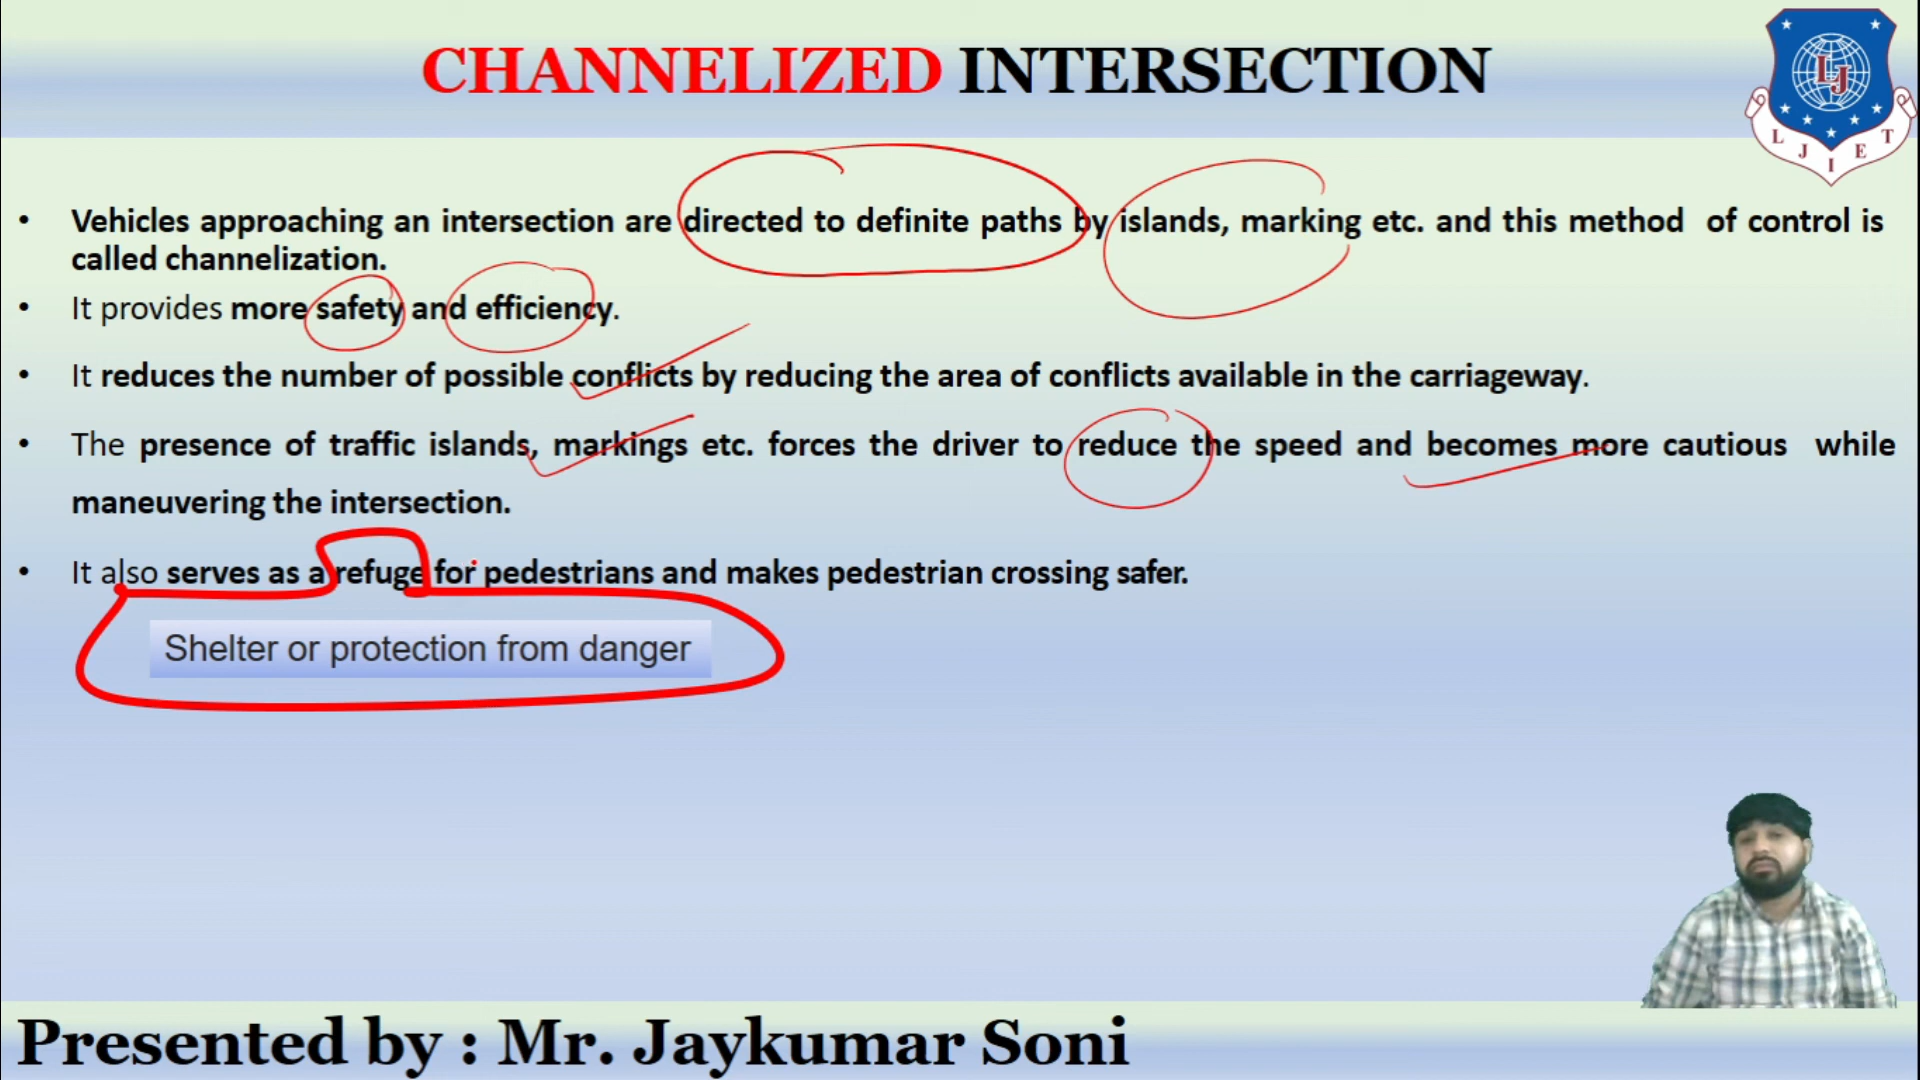 CHANNELIZED INTERSECTION
L J I E T
LJ
• Vehicles approaching an intersection are directed to definite paths by islands, marking etc. and this method of control is
called channelization.
• It provides more safety and efficiency.
• It reduces the number of possible conflicts by reducing the area of conflicts available in the carriageway.
• The presence of traffic islands, markings etc. forces the driver to reduce the speed and becomes more cautious while
maneuvering the intersection.
• It also serves as a refuge for pedestrians and makes pedestrian crossing safer.
Shelter or protection from danger
Presented by : Mr. Jaykumar Soni